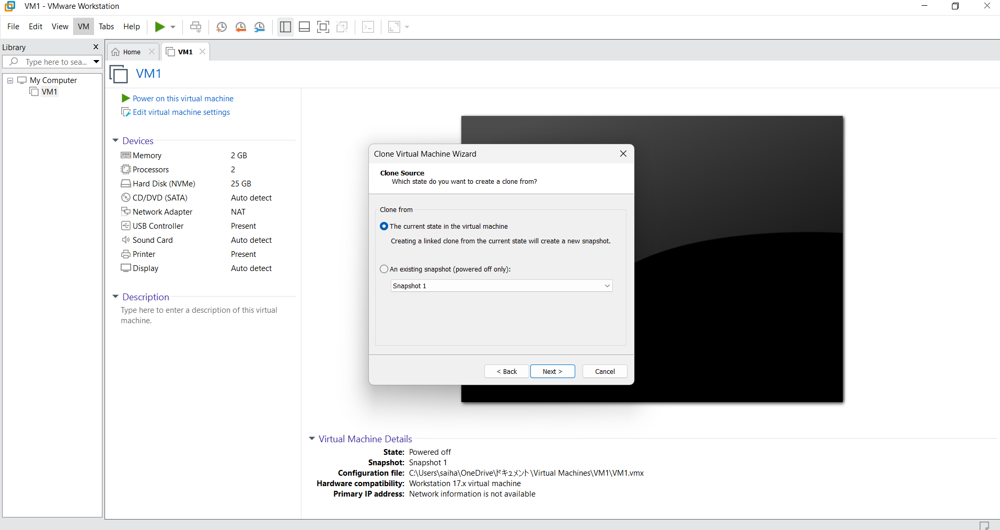 VM1 - VMware Workstation
File Edit View VM Tabs Help
Library
Type here to sea...
My Computer
VM1
Home
VM1
VM1
Power on this virtual machine
Edit virtual machine settings
Devices
Memory 2 GB
Processors 2
Hard Disk (NVMe) 25 GB
CD/DVD (SATA) Auto detect
Network Adapter NAT
USB Controller Present
Sound Card Auto detect
Printer Present
Display Auto detect
Description
Type here to enter a description of this virtual
machine.
Clone Virtual Machine Wizard
Clone Source
Which state do you want to create a clone from?
Clone from
The current state in the virtual machine
Creating a linked clone from the current state will create a new snapshot.
An existing snapshot (powered off only):
Snapshot 1
< Back Next > Cancel
Virtual Machine Details
State: Powered off
Snapshot: Snapshot 1
Configuration file: C:\Users\saiha\OneDrive\ドキュメント\Virtual Machines\VM1\VM1.vmx
Hardware compatibility: Workstation 17.x virtual machine
Primary IP address: Network information is not available